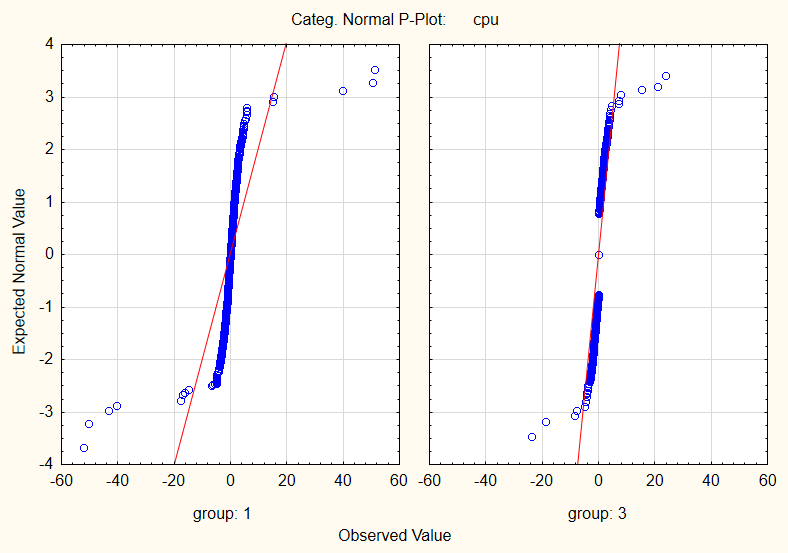 Categ. Normal P-Plot: cpu
4
3
2
1
0
-1
-2
-3
-4
Expected Normal Value
-60 -40 -20 0 20 40 60
-60 -40 -20 0 20 40 60
group: 1
group: 3
Observed Value